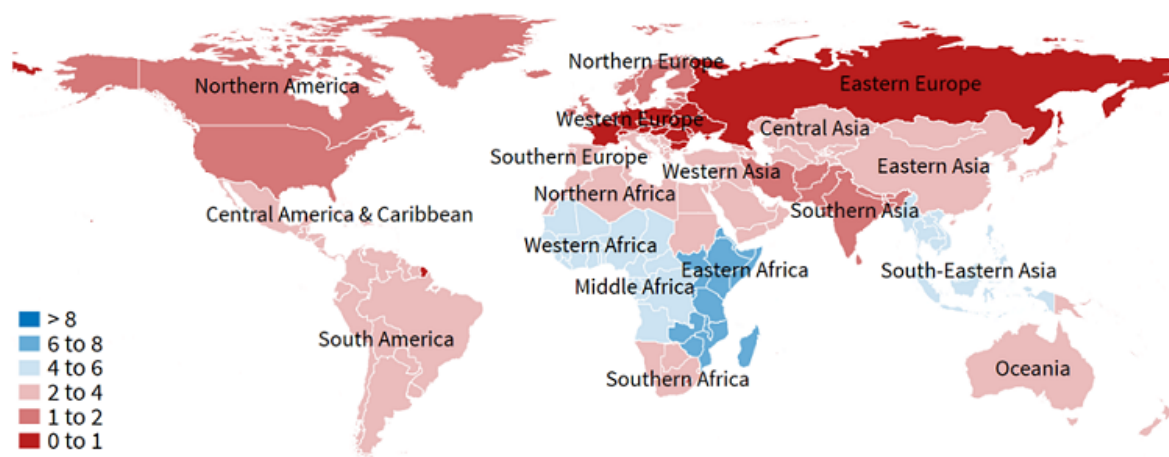 Northern Europe
Northern America
Eastern Europe
Western Europe
Central Asia
Southern Europe
Eastern Asia
Western Asia
Northern Africa
Central America & Caribbean
Southern Asia
Western Africa
Eastern Africa
South-Eastern Asia
Middle Africa
South America
Oceania
Southern Africa
> 8
6 to 8
4 to 6
2 to 4
1 to 2
0 to 1